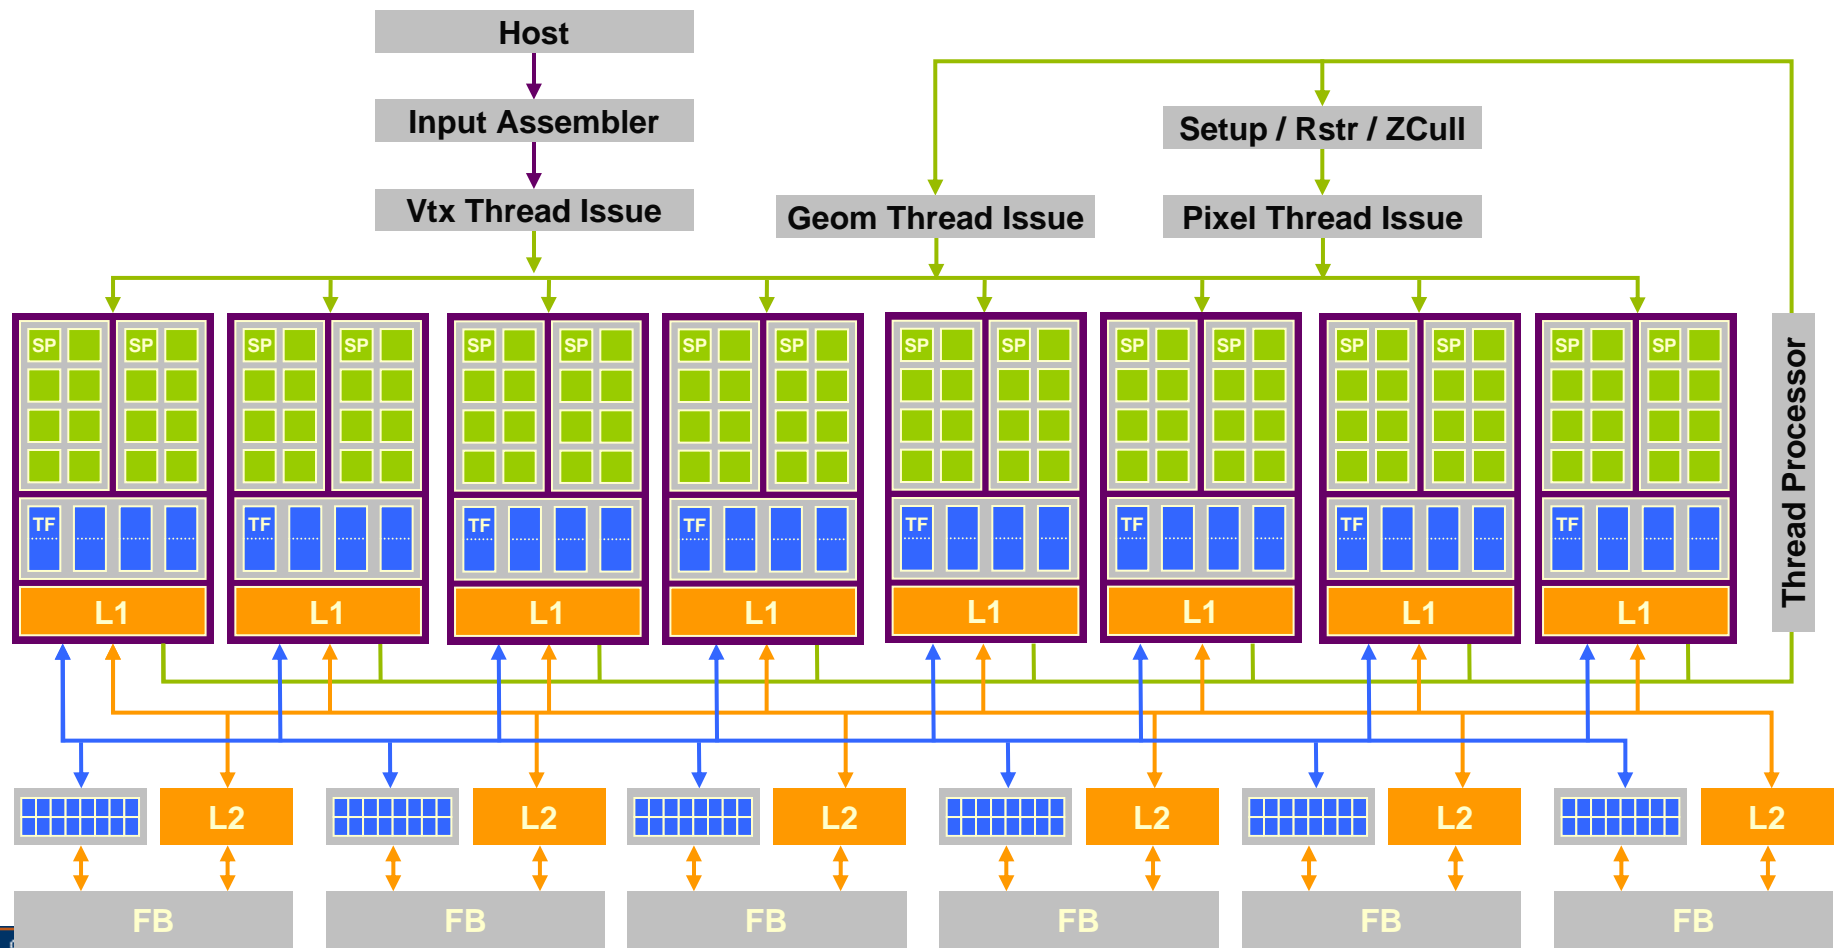 Host
Input Assembler
Setup / Rstr / ZCull
Vtx Thread Issue
Geom Thread Issue
Pixel Thread Issue
SP SP SP SP SP SP SP SP SP SP SP SP SP SP SP SP
Thread Processor
TF TF TF TF TF TF TF TF
L1 L1 L1 L1 L1 L1 L1 L1
L2 L2 L2 L2 L2 L2
FB FB FB FB FB FB